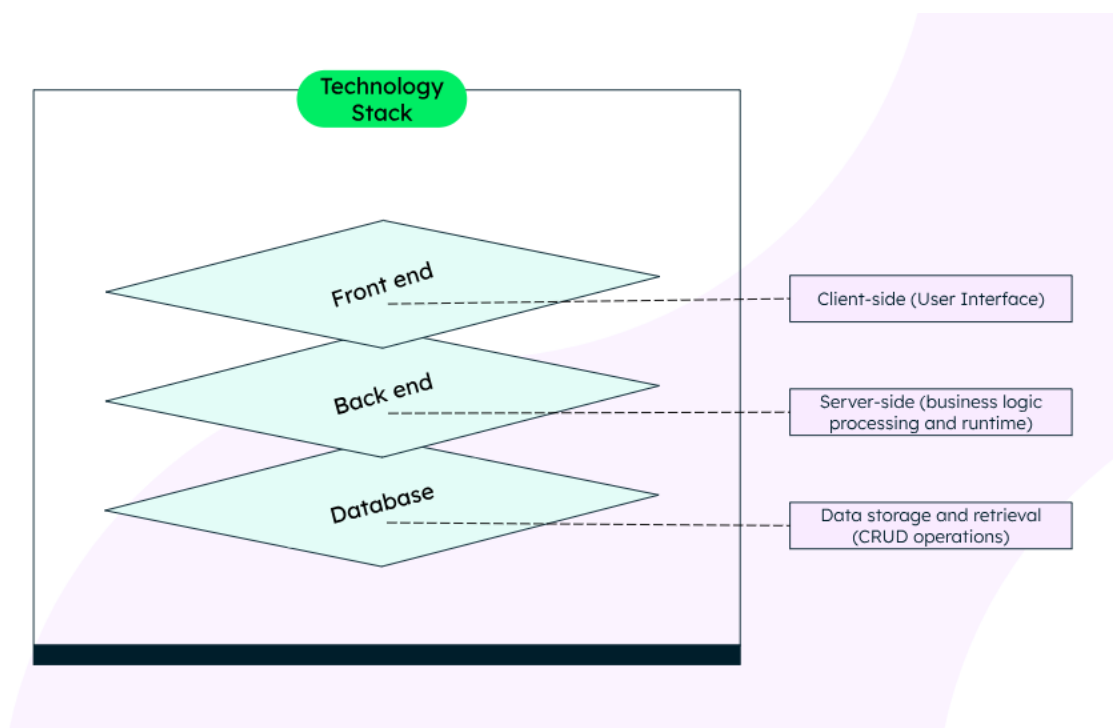 Technology
Stack
Front end
Client-side (User Interface)
Back end
Server-side (business logic
processing and runtime)
Database
Data storage and retrieval
(CRUD operations)